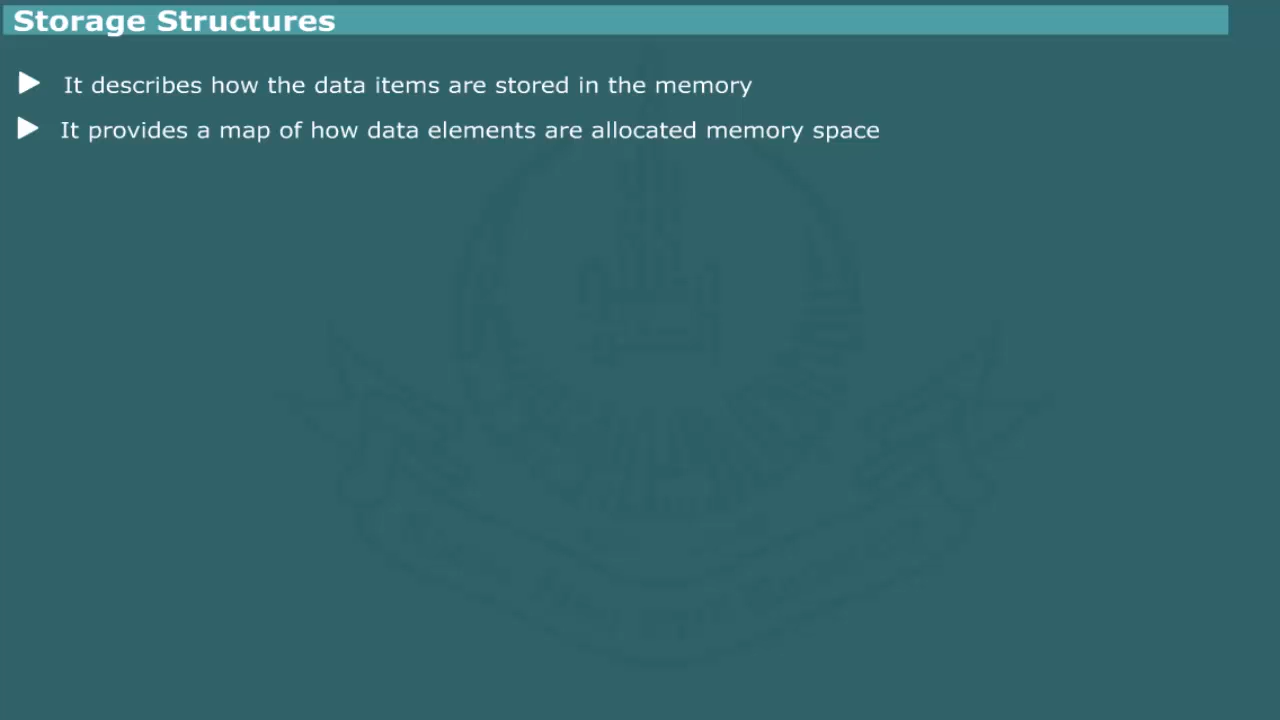 Storage Structures
It describes how the data items are stored in the memory
It provides a map of how data elements are allocated memory space